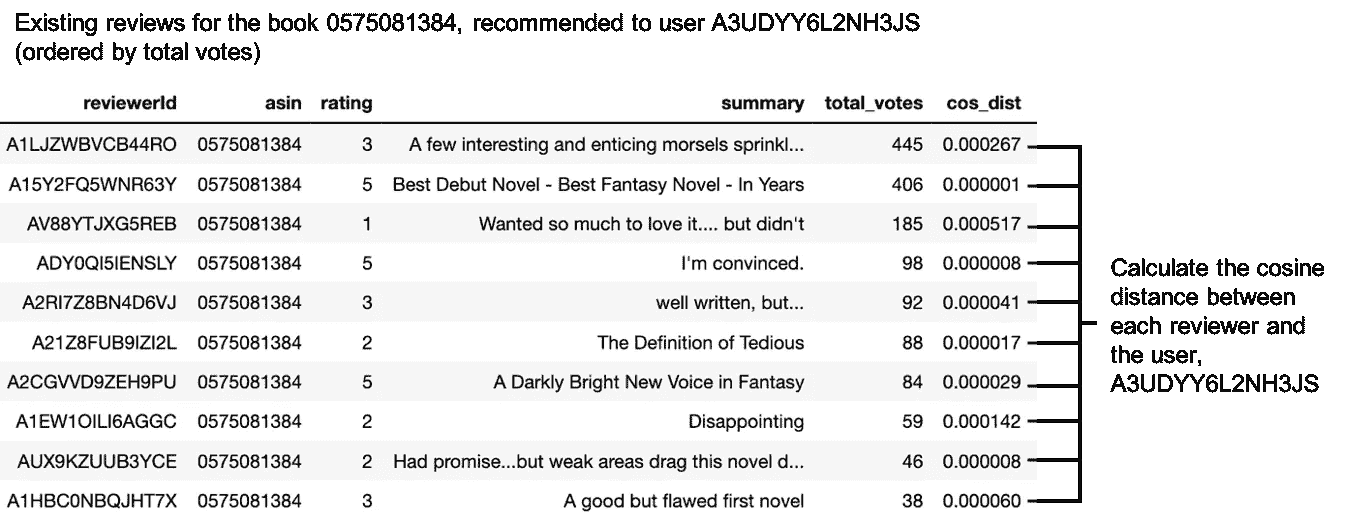 Existing reviews for the book 0575081384, recommended to user A3UDYY6L2NH3JS
(ordered by total votes)
reviewerId asin rating summary total_votes cos_dist
A1LJZWBVCB44RO 0575081384 3 A few interesting and enticing morsels sprinkl... 445 0.000267
A15Y2FQ5WNR63Y 0575081384 5 Best Debut Novel - Best Fantasy Novel - In Years 406 0.000001
AV88YTJXG5REB 0575081384 1 Wanted so much to love it.... but didn't 185 0.000517
ADY0QI5IENSLY 0575081384 5 I'm convinced. 98 0.000008
A2RI7Z8BN4D6VJ 0575081384 3 well written, but... 92 0.000041
A21Z8FUB9IZI2L 0575081384 2 The Definition of Tedious 88 0.000017
A2CGVVD9ZEH9PU 0575081384 5 A Darkly Bright New Voice in Fantasy 84 0.000029
A1EW1OILI6AGGC 0575081384 2 Disappointing 59 0.000142
AUX9KZUUB3YCE 0575081384 2 Had promise...but weak areas drag this novel d... 46 0.000008
A1HBC0NBQJHT7X 0575081384 3 A good but flawed first novel 38 0.000060
Calculate the cosine
distance between
each reviewer and
the user,
A3UDYY6L2NH3JS